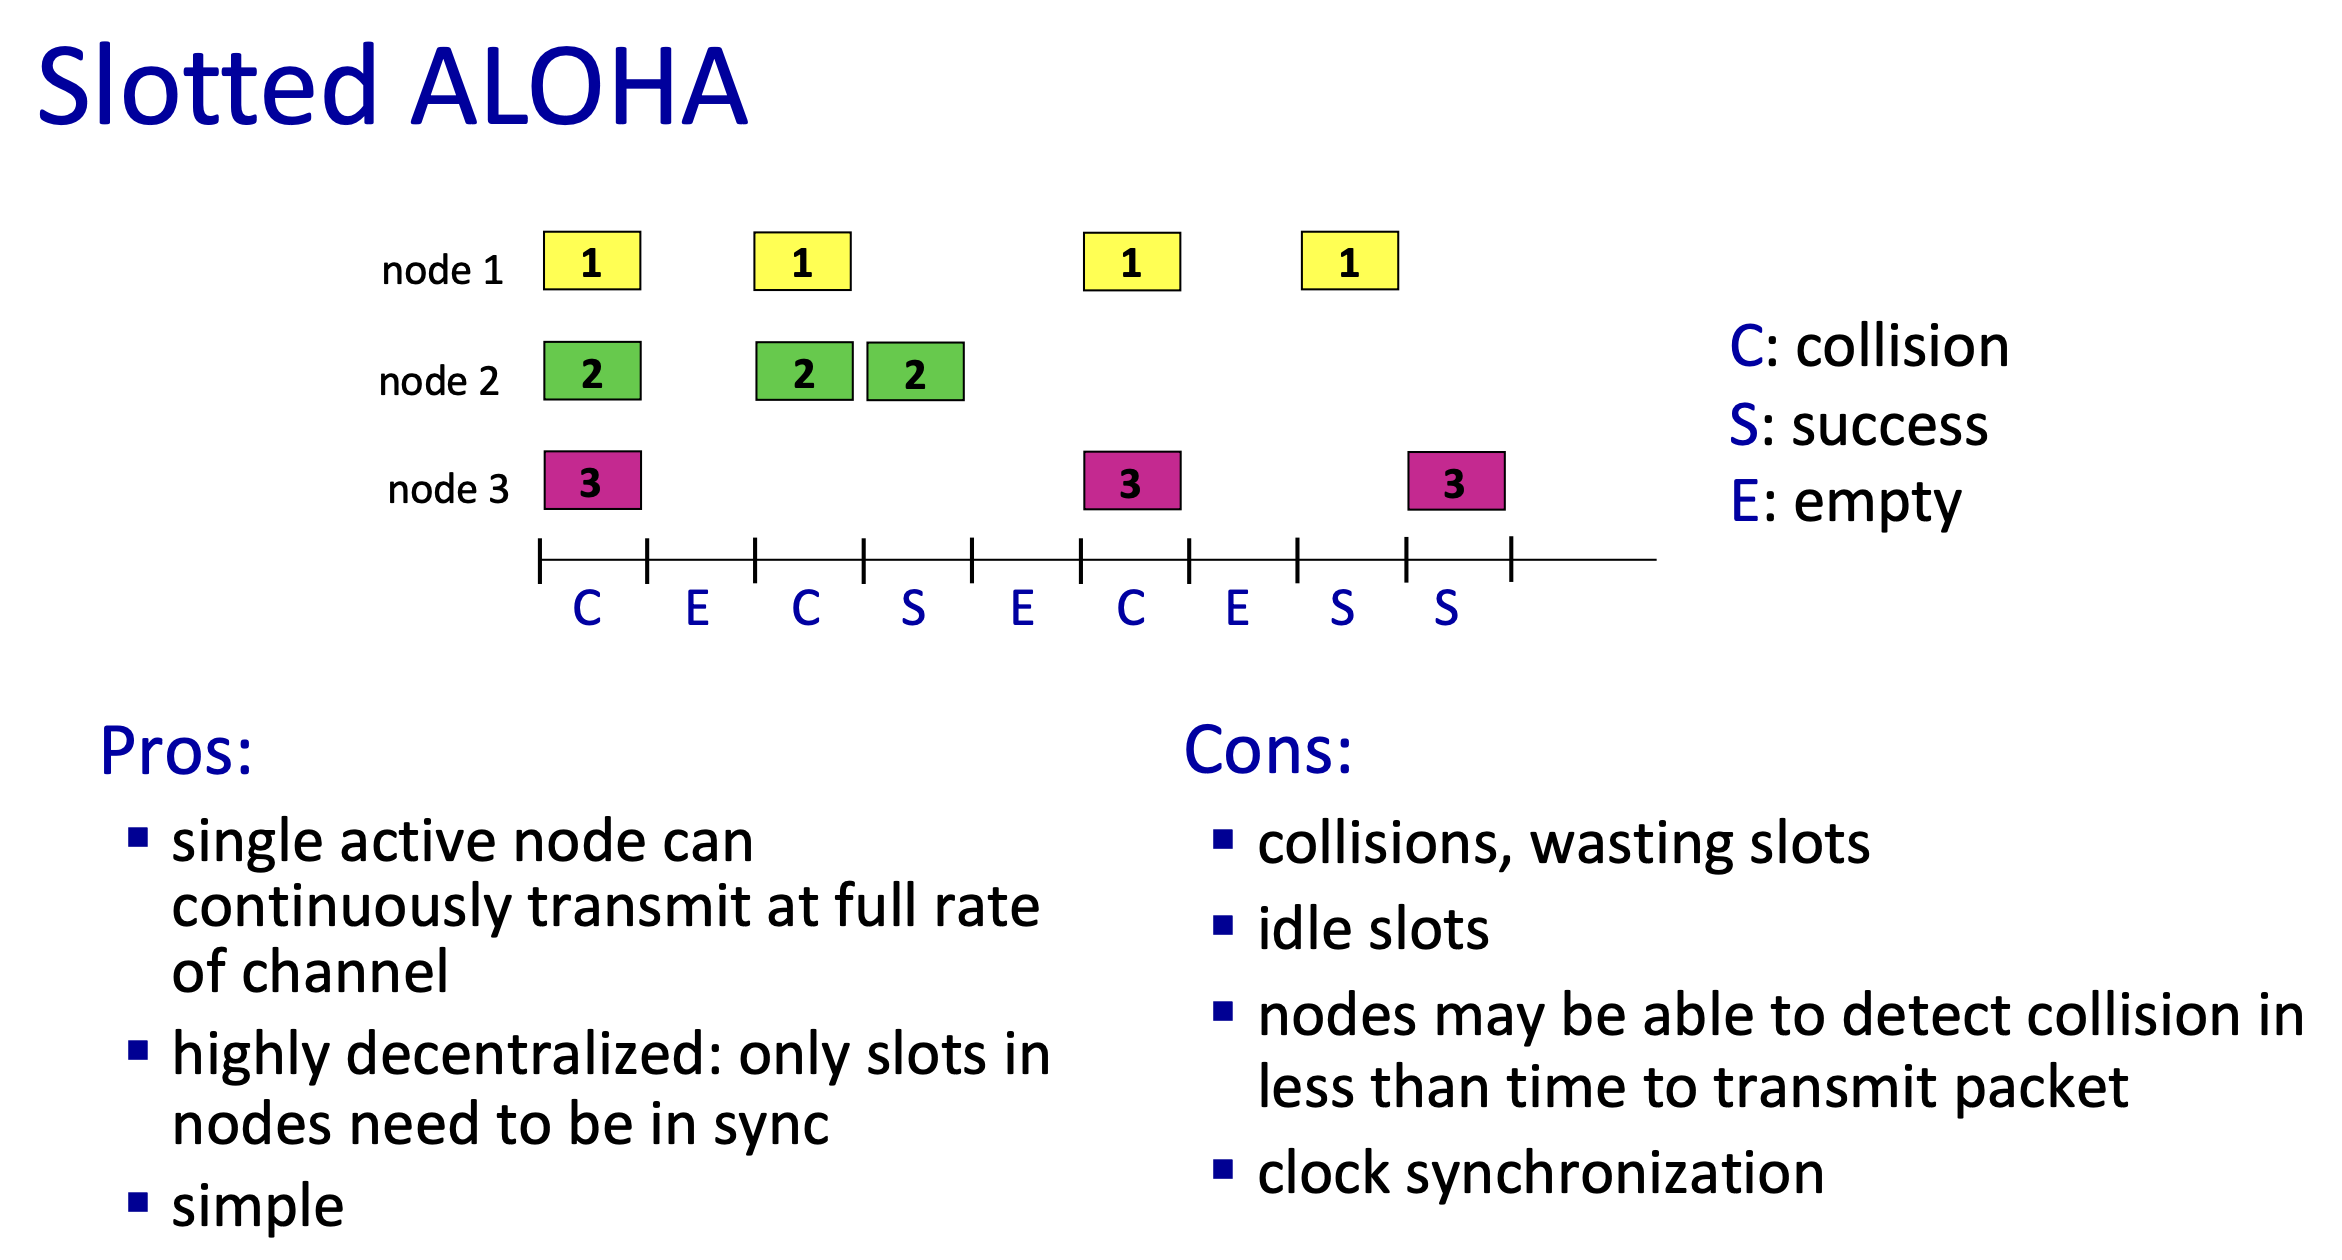 Slotted ALOHA
node 1 1 1 1 1
node 2 2 2 2
node 3 3 3 3
C E C S E C E S S
C: collision
S: success
E: empty
Pros:
single active node can
continuously transmit at full rate
of channel
highly decentralized: only slots in
nodes need to be in sync
simple
Cons:
collisions, wasting slots
idle slots
nodes may be able to detect collision in
less than time to transmit packet
clock synchronization